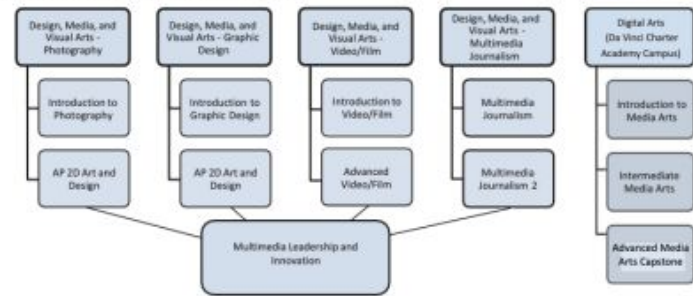 Design, Media, and
Visual Arts -
Photography
Introduction to
Photography
AP 2D Art and
Design
Design, Media, and
Visual Arts - Graphic
Design
Introduction to
Graphic Design
AP 2D Art and
Design
Design, Media, and
Visual Arts -
Video/Film
Introduction to
Video/Film
Advanced
Video/Film
Design, Media, and
Visual Arts -
Multimedia
Journalism
Multimedia
Journalism
Multimedia
Journalism 2
Multimedia Leadership and
Innovation
Digital Arts
(Da Vinci Charter
Academy Campus)
Introduction to
Media Arts
Intermediate
Media Arts
Advanced Media
Arts Capstone